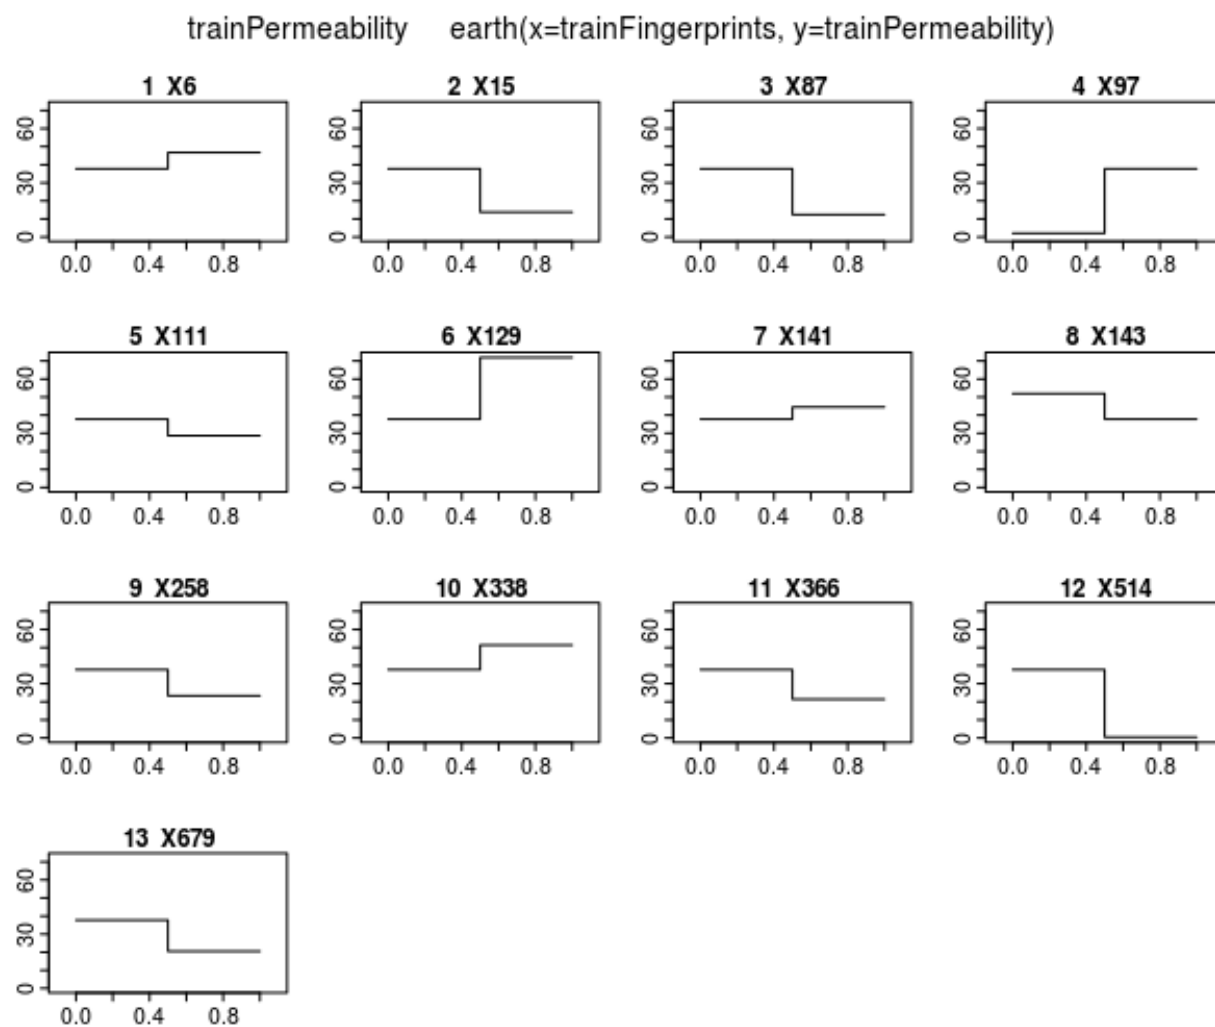 trainPermeability earth(x=trainFingerprints, y=trainPermeability)
1 X6
60
30
0
0.0 0.4 0.8
2 X15
60
30
0
0.0 0.4 0.8
3 X87
60
30
0
0.0 0.4 0.8
4 X97
60
30
0
0.0 0.4 0.8
5 X111
60
30
0
0.0 0.4 0.8
6 X129
60
30
0
0.0 0.4 0.8
7 X141
60
30
0
0.0 0.4 0.8
8 X143
60
30
0
0.0 0.4 0.8
9 X258
60
30
0
0.0 0.4 0.8
10 X338
60
30
0
0.0 0.4 0.8
11 X366
60
30
0
0.0 0.4 0.8
12 X514
60
30
0
0.0 0.4 0.8
13 X679
60
30
0
0.0 0.4 0.8